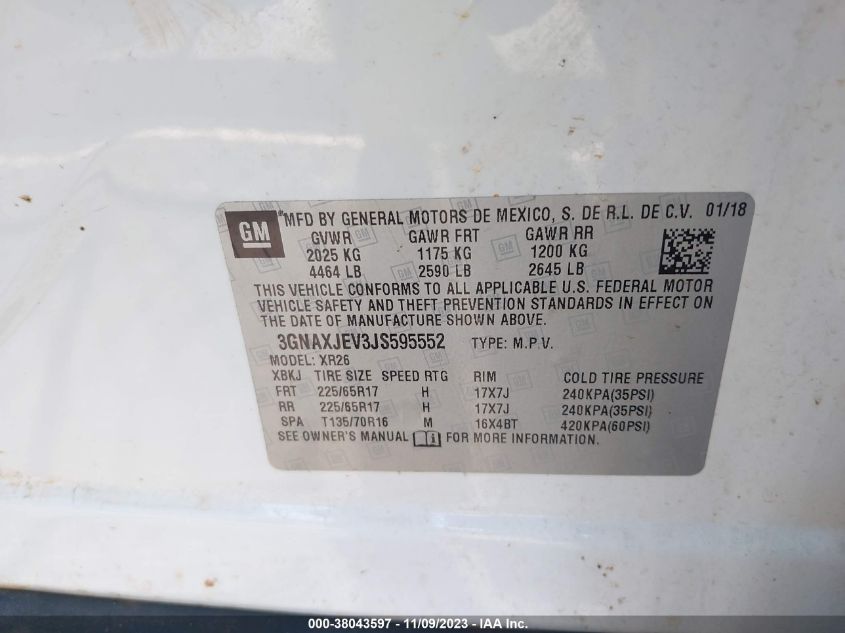 GM
*MFD BY GENERAL MOTORS DE MEXICO, S. DE R.L. DE C.V. 01/18
GVWR GAWR FRT GAWR RR
2025 KG 1175 KG 1200 KG
4464 LB 2590 LB 2645 LB
THIS VEHICLE CONFORMS TO ALL APPLICABLE U.S. FEDERAL MOTOR
VEHICLE SAFETY AND THEFT PREVENTION STANDARDS IN EFFECT ON
THE DATE OF MANUFACTURE SHOWN ABOVE.
3GNAXJEV3JS595552 TYPE: M.P.V.
MODEL: XR26
XBKJ TIRE SIZE SPEED RTG RIM COLD TIRE PRESSURE
FRT 225/65R17 H 17X7J 240KPA(35PSI)
RR 225/65R17 H 17X7J 240KPA(35PSI)
SPA T135/70R16 M 16X4BT 420KPA(60PSI)
SEE OWNER'S MANUAL FOR MORE INFORMATION.
000-38043597 - 11/09/2023 - IAA Inc.